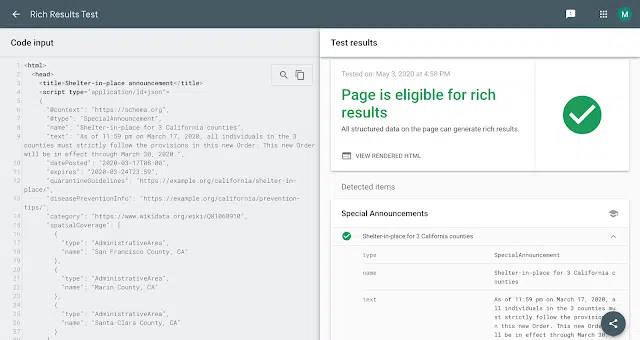 Rich Results Test
M
Code input
1 <html>
2 <head>
3 <title>Shelter-in-place announcement</title>
4 <script type="application/ld+json">
5 {
6 "@context": "https://schema.org",
7 "@type": "SpecialAnnouncement",
8 "name": "Shelter-in-place for 3 California counties",
9 "text": "As of 11:59 pm on March 17, 2020, all individuals in the 3
counties must strictly follow the provisions in this new Order. This new Order
will be in effect through March 30, 2020.",
10 "datePosted": "2020-03-17T08:00",
11 "expires": "2020-03-24T23:59",
12 "quarantineGuidelines": "https://example.org/california/shelter-in-
place/",
13 "diseasePreventionInfo": "https://example.org/california/prevention-
tips/",
14 "category": "https://www.wikidata.org/wiki/Q81068910",
15 "spatialCoverage": [
16 {
17 "type": "AdministrativeArea",
18 "name": "San Francisco County, CA"
19 },
20 {
21 "type": "AdministrativeArea",
22 "name": "Marin County, CA"
23 },
24 {
25 "type": "AdministrativeArea",
26 "name": "Santa Clara County, CA"
27 }
Test results
Tested on: May 3, 2020 at 4:58 PM
Page is eligible for rich
results
All structured data on the page can generate rich results.
VIEW RENDERED HTML
Detected items
Special Announcements
Shelter-in-place for 3 California counties
type SpecialAnnouncement
name Shelter-in-place for 3 California c
ounties
text As of 11:59 pm on March 17, 2020, a
ll individuals in the 3 counties mu
st strictly follow the provisions i
n this new Order. This new Order
will be in effect through March 30,